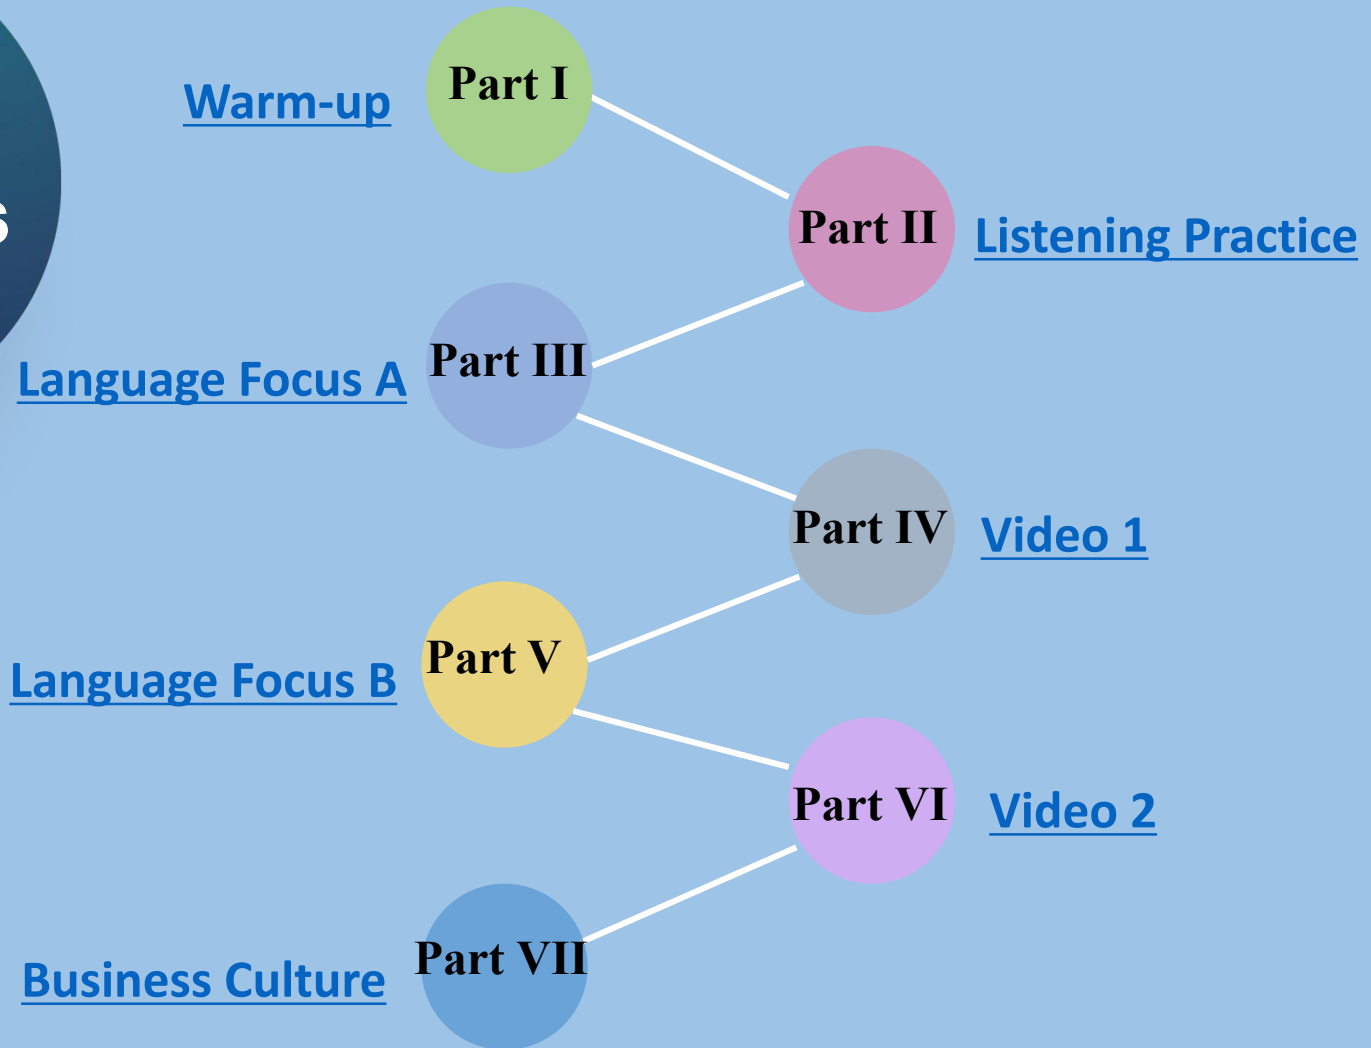 Part I
Warm-up
Part II
Listening Practice
Part III
Language Focus A
Part IV
Video 1
Part V
Language Focus B
Part VI
Video 2
Part VII
Business Culture